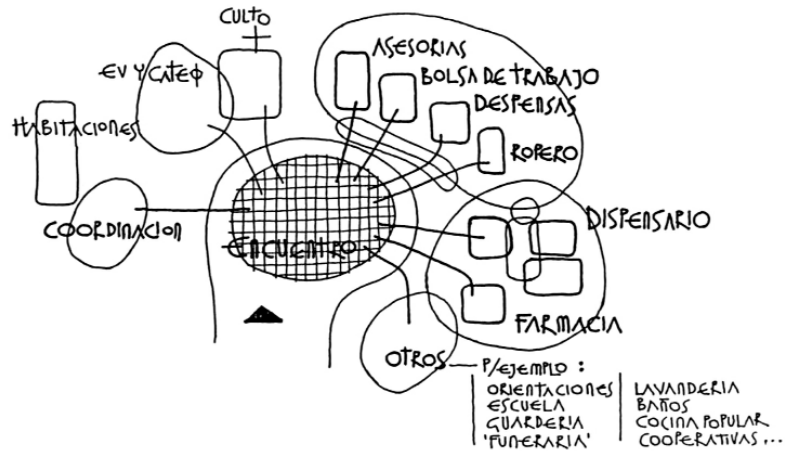 CULTO
EV Y CATEQ
HABITACIONES
COORDINACION
ENCUENTRO
ASESORIAS
BOLSA DE TRABAJO
DESPENSAS
ROPERO
DISPENSARIO
FARMACIA
OTROS
P/EJEMPLO :
ORIENTACIONES
ESCUELA
GUARDERIA
'FUNERARIA'
LAVANDERIA
BAÑOS
COCINA POPULAR
COOPERATIVAS ...